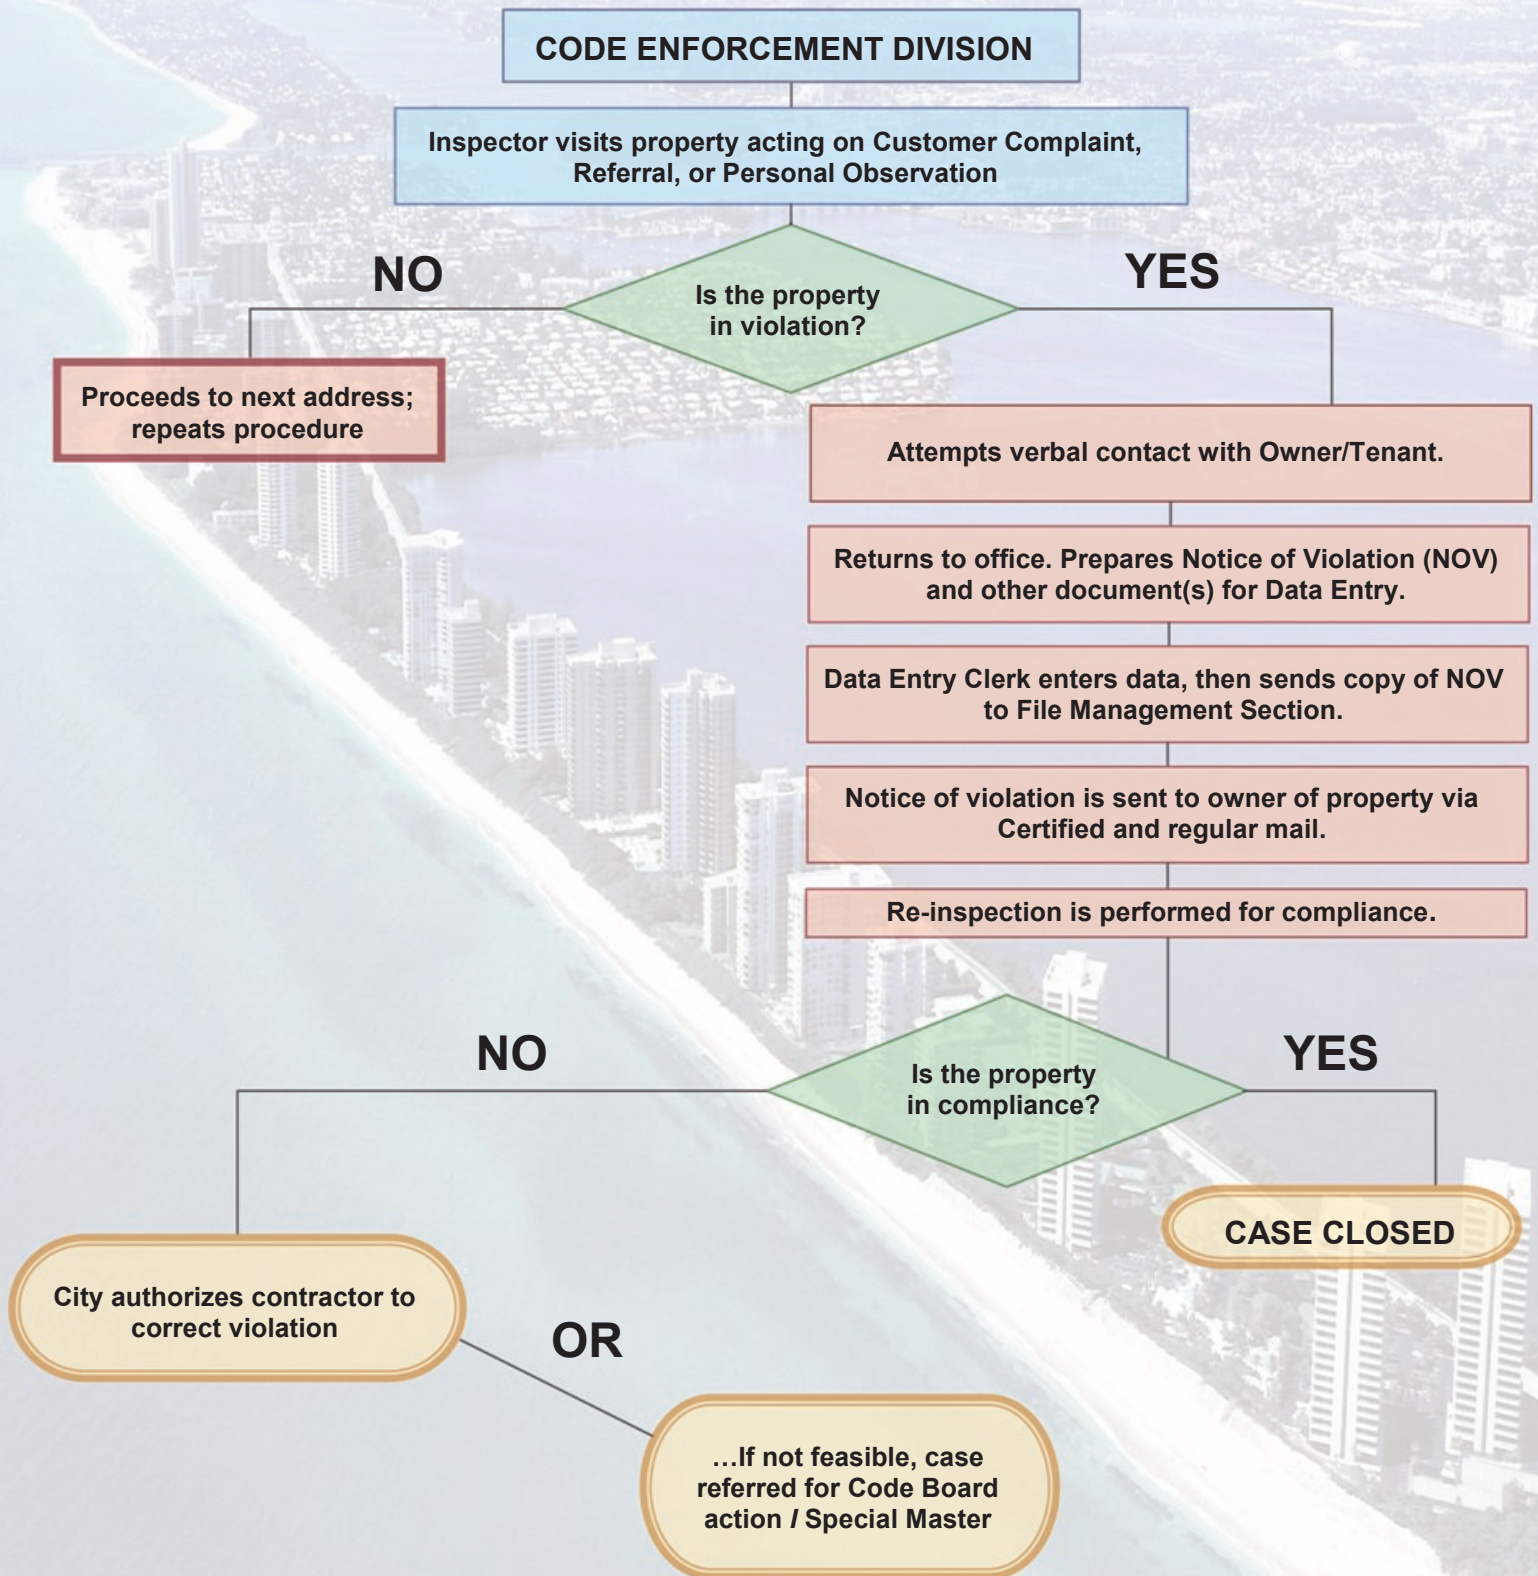 CODE ENFORCEMENT DIVISION
Inspector visits property acting on Customer Complaint,
Referral, or Personal Observation
NO
YES
Is the property
in violation?
Proceeds to next address;
repeats procedure
Attempts verbal contact with Owner/Tenant.
Returns to office. Prepares Notice of Violation (NOV)
and other document(s) for Data Entry.
Data Entry Clerk enters data, then sends copy of NOV
to File Management Section.
Notice of violation is sent to owner of property via
Certified and regular mail.
Re-inspection is performed for compliance.
NO
YES
Is the property
in compliance?
CASE CLOSED
City authorizes contractor to
correct violation
OR
…If not feasible, case
referred for Code Board
action / Special Master